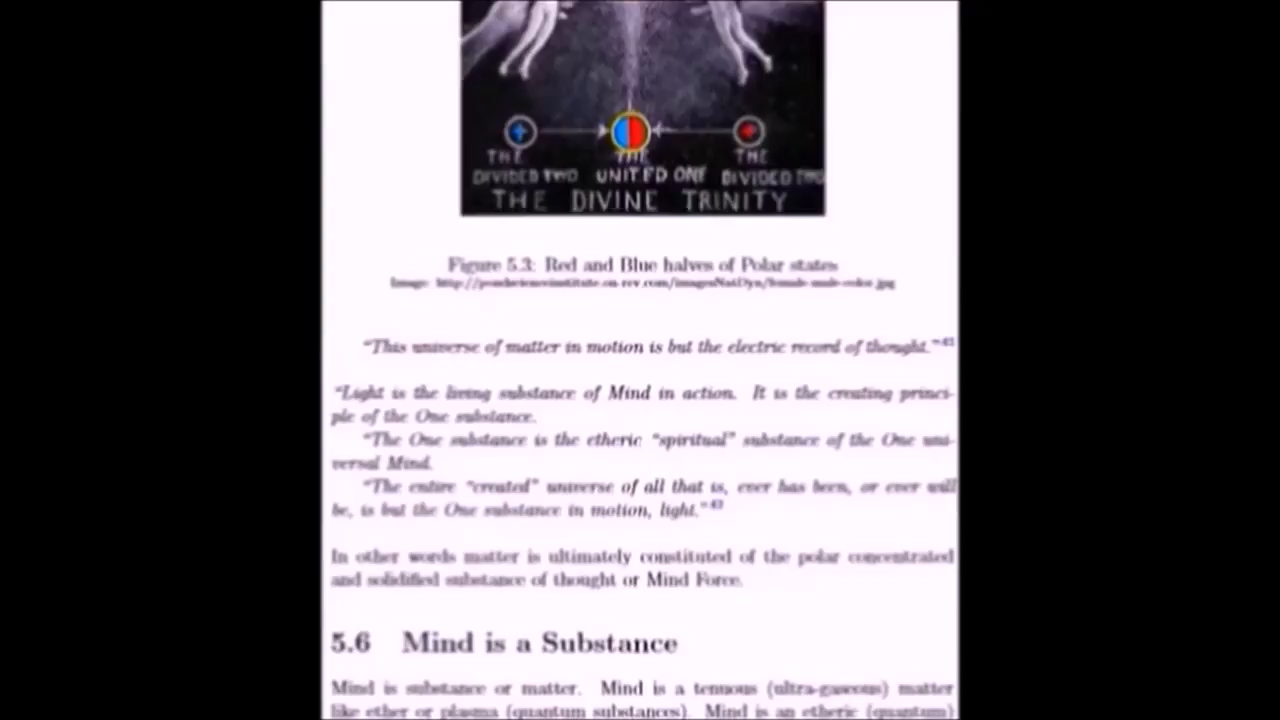 THE THE THE
DIVIDED TWO UNITED ONE DIVIDED TWO
THE DIVINE TRINITY
Figure 5.3: Red and Blue halves of Polar states
Image:
"This universe of matter in motion is but the electric record of thought."
"Light is the living substance of Mind in action. It is the creating princi-
ple of the One substance.
"The One substance is the etheric "spiritual" substance of the One uni-
versal Mind.
"The entire "created" universe of all that is, ever has been, or ever will
be, is but the One substance in motion, light."
In other words matter is ultimately constituted of the polar concentrated
and solidified substance of thought or Mind Force.
5.6 Mind is a Substance
Mind is substance or matter. Mind is a tenuous (ultra-gaseous) matter
like ether or plasma (quantum substances). Mind is an etheric (quantum)